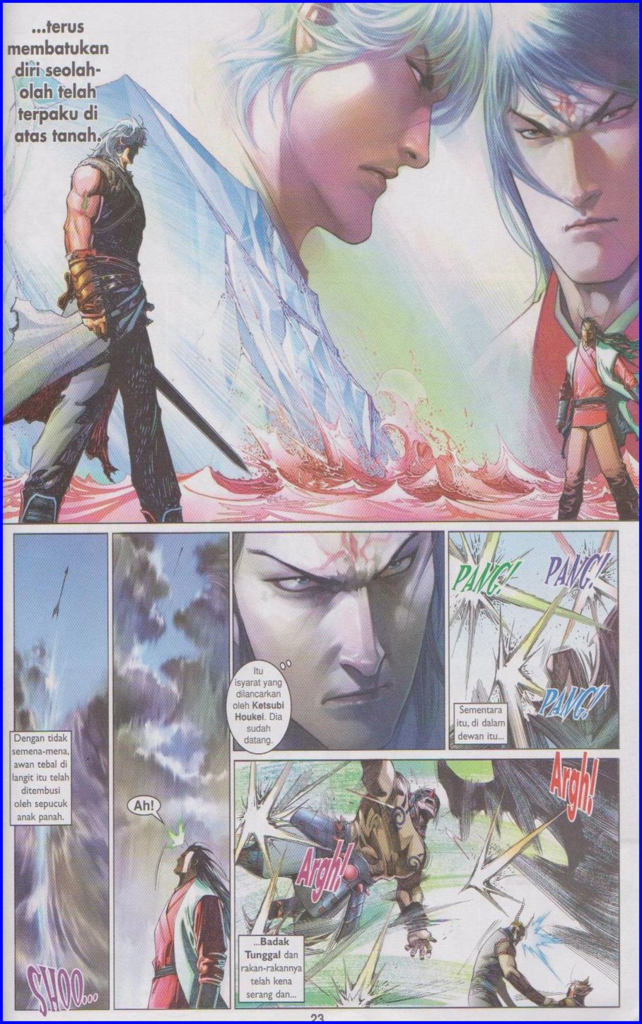 ...terus
membatukan
diri seolah-
olah telah
terpaku di
atas tanah.
Dengan tidak
semena-mena,
awan tebal di
langit itu telah
ditembusi
oleh sepucuk
anak panah.
SHOO...
Ah!
Itu
isyarat yang
dilancarkan
oleh Ketsubi
Houkei. Dia
sudah
datang.
PANG!
PANG!
PANG!
Sementara
itu, di dalam
dewan itu...
Argh!
Argh!
...Badak
Tunggal dan
rakan-rakannya
telah kena
serang dan...
23